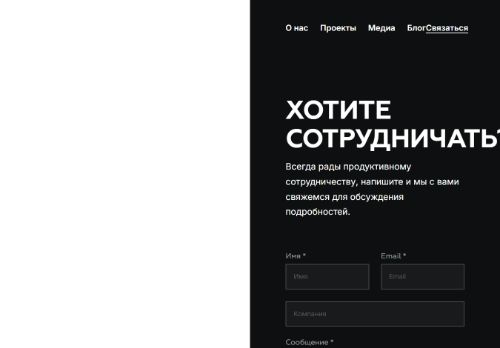 О нас Проекты Медиа Блог Связаться
ХОТИТЕ
СОТРУДНИЧАТЬ?
Всегда рады продуктивному
сотрудничеству, напишите и мы с вами
свяжемся для обсуждения
подробностей.
Имя * Email *
Имя Email
Компания
Сообщение *